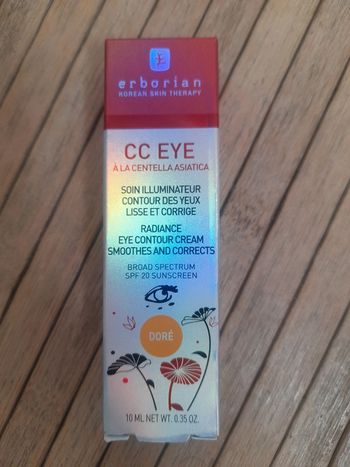 erborian
KOREAN SKIN THERAPY
CC EYE
À LA CENTELLA ASIATICA
SOIN ILLUMINATEUR
CONTOUR DES YEUX
LISSE ET CORRIGE
RADIANCE
EYE CONTOUR CREAM
SMOOTHES AND CORRECTS
BROAD SPECTRUM
SPF 20 SUNSCREEN
DORÉ
10 ML NET WT. 0.35 OZ.